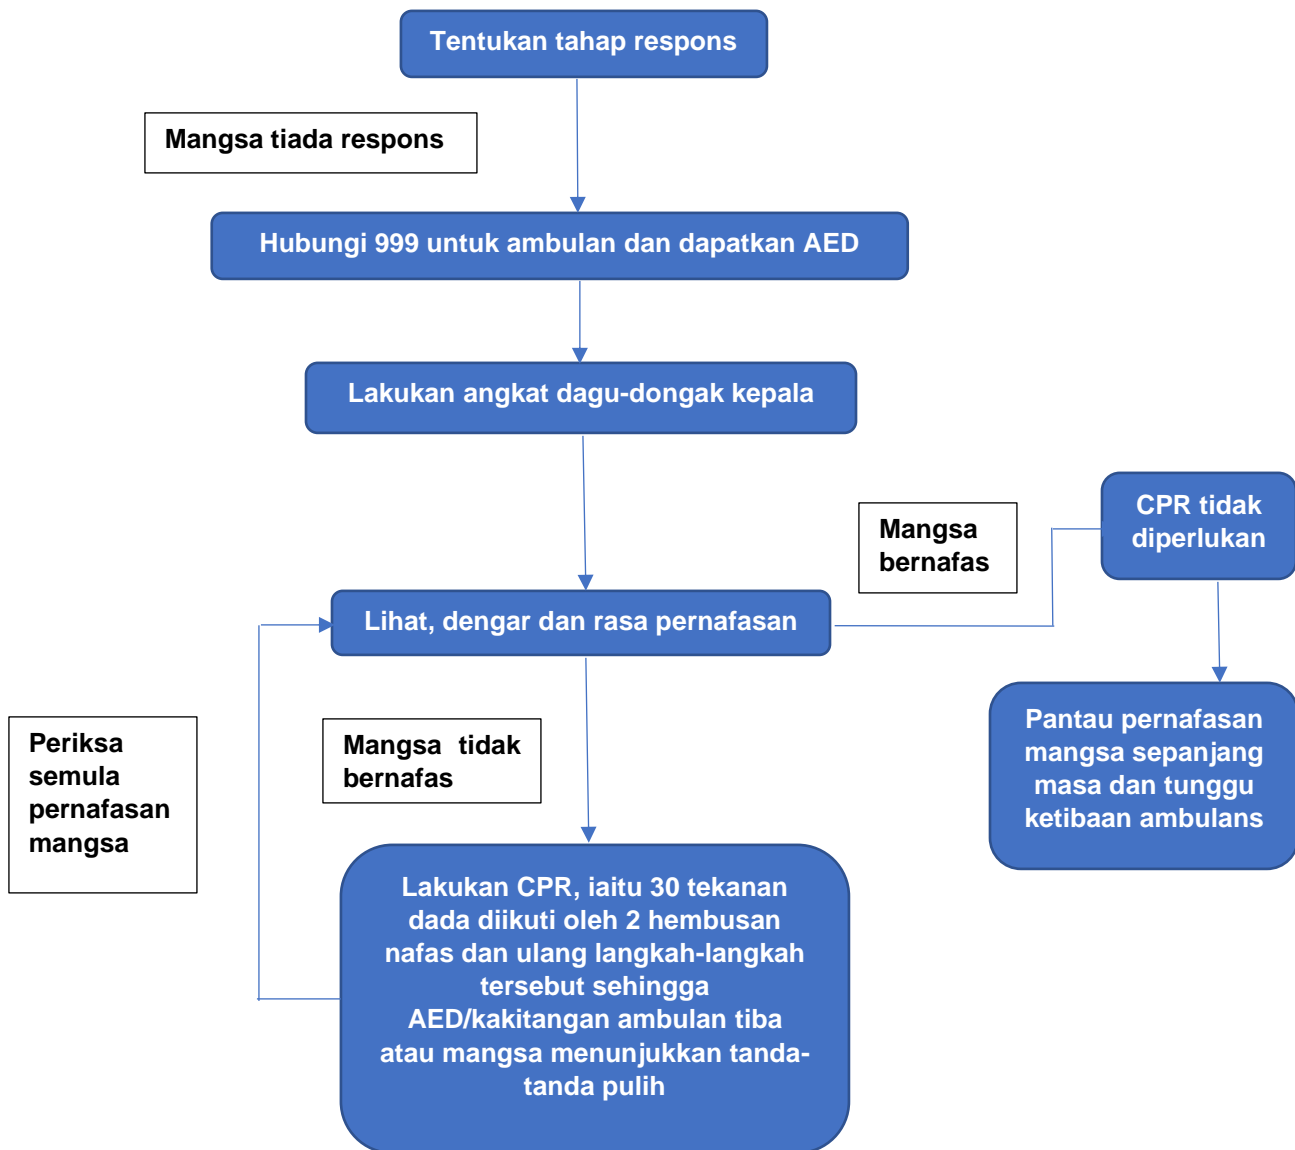 Tentukan tahap respons
Mangsa tiada respons
Hubungi 999 untuk ambulan dan dapatkan AED
Lakukan angkat dagu-dongak kepala
Mangsa
bernafas
CPR tidak
diperlukan
Lihat, dengar dan rasa pernafasan
Pantau pernafasan
mangsa sepanjang
masa dan tunggu
ketibaan ambulans
Periksa
semula
pernafasan
mangsa
Mangsa tidak
bernafas
Lakukan CPR, iaitu 30 tekanan
dada diikuti oleh 2 hembusan
nafas dan ulang langkah-langkah
tersebut sehingga
AED/kakitangan ambulan tiba
atau mangsa menunjukkan tanda-
tanda pulih